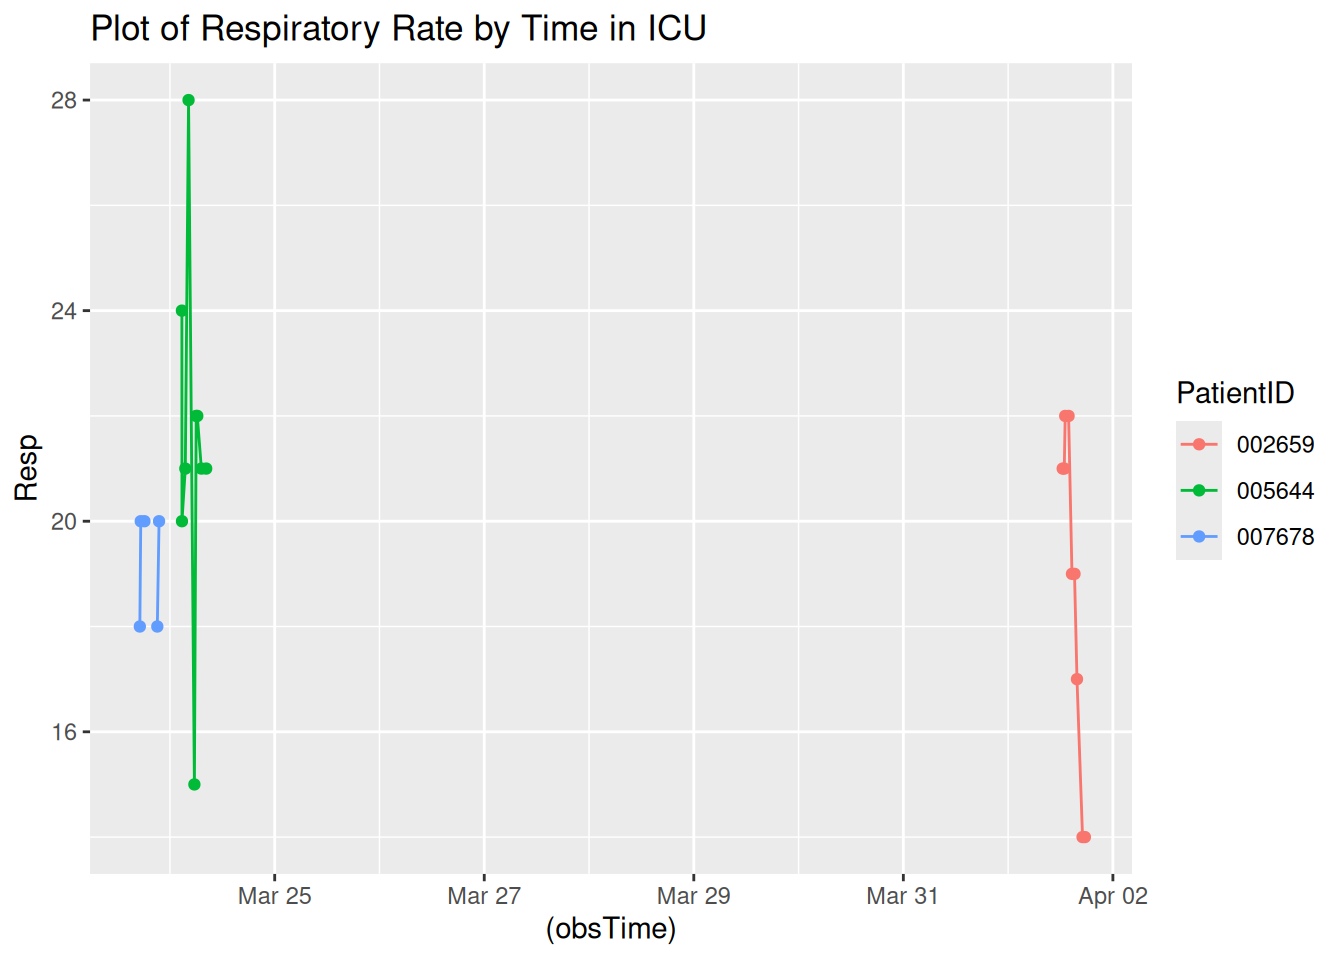 Plot of Respiratory Rate by Time in ICU
28
24
20
16
Resp
Mar 25
Mar 27
Mar 29
Mar 31
Apr 02
(obsTime)
PatientID
002659
005644
007678